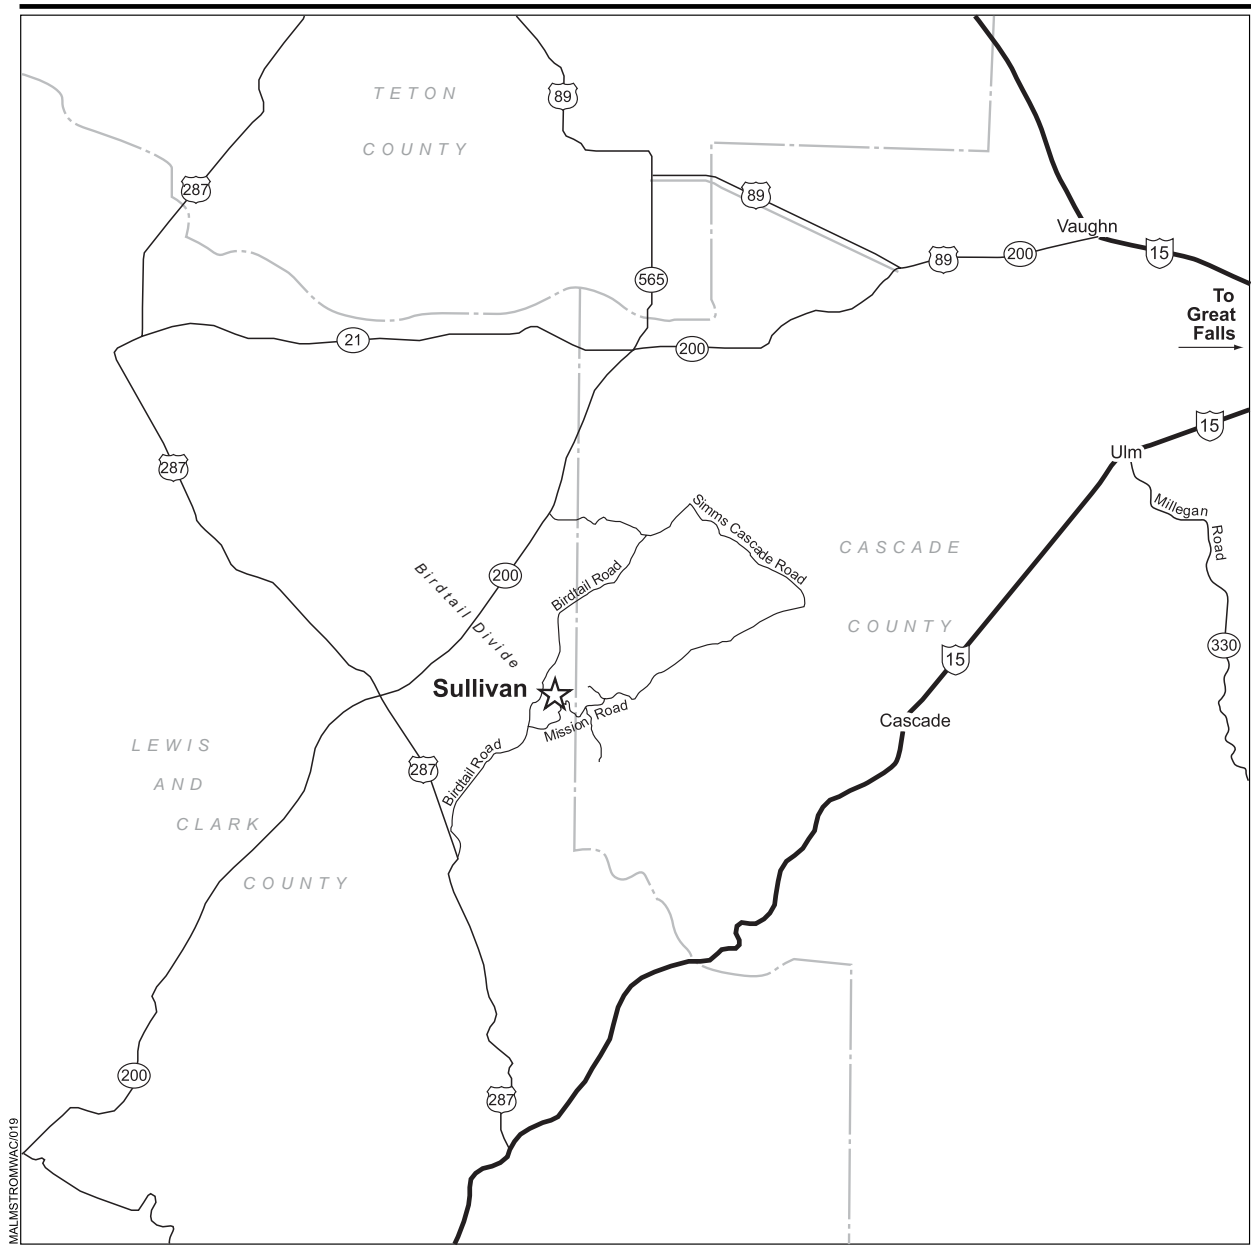 TETON
COUNTY
89
287
89
Vaughn
89
200
15
565
To
Great
Falls
21
200
15
Ulm
287
Millegan
Road
Simms Cascade Road
CASCADE
COUNTY
Birdtail Divide
200
Birdtail Road
330
15
Sullivan
Mission Road
Cascade
LEWIS
AND
CLARK
COUNTY
287
Birdtail Road
200
287
MALMSTROMWAC/019